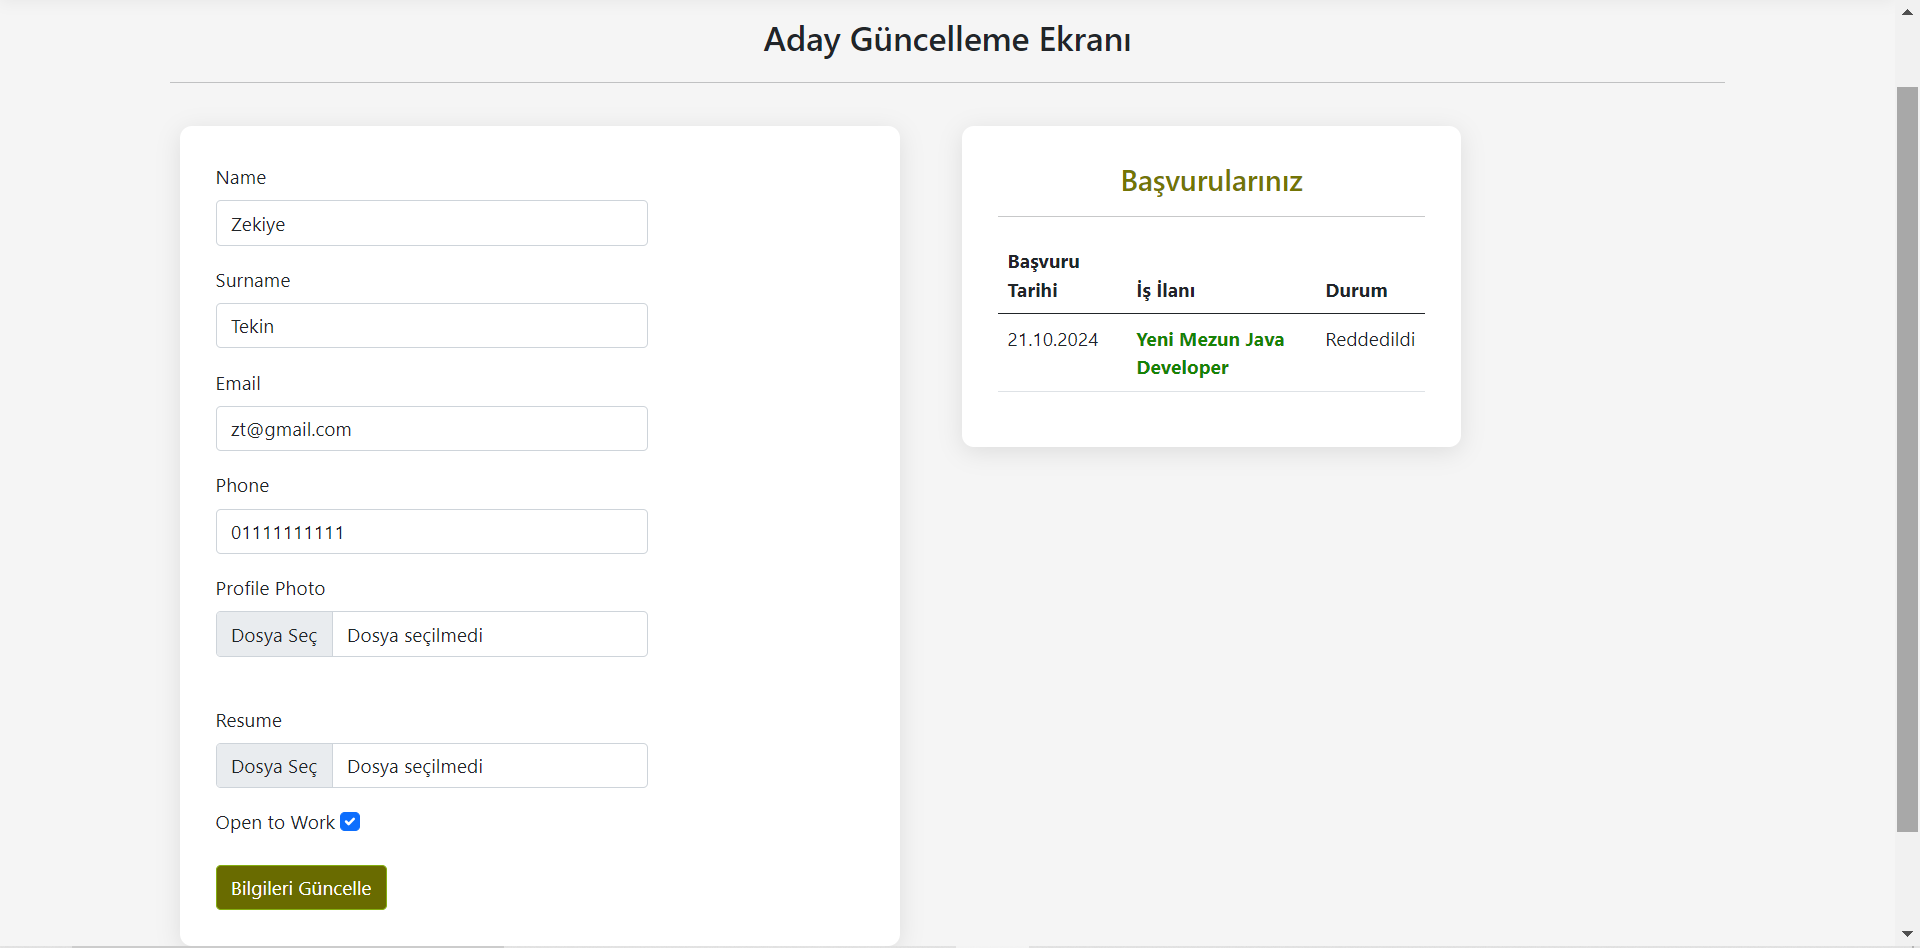 Aday Güncelleme Ekranı
Name
Zekiye
Surname
Tekin
Email
zt@gmail.com
Phone
01111111111
Profile Photo
Dosya Seç Dosya seçilmedi
Resume
Dosya Seç Dosya seçilmedi
Open to Work
Bilgileri Güncelle
Başvurularınız
Başvuru
Tarihi İş İlanı Durum
21.10.2024 Yeni Mezun Java Reddedildi
Developer